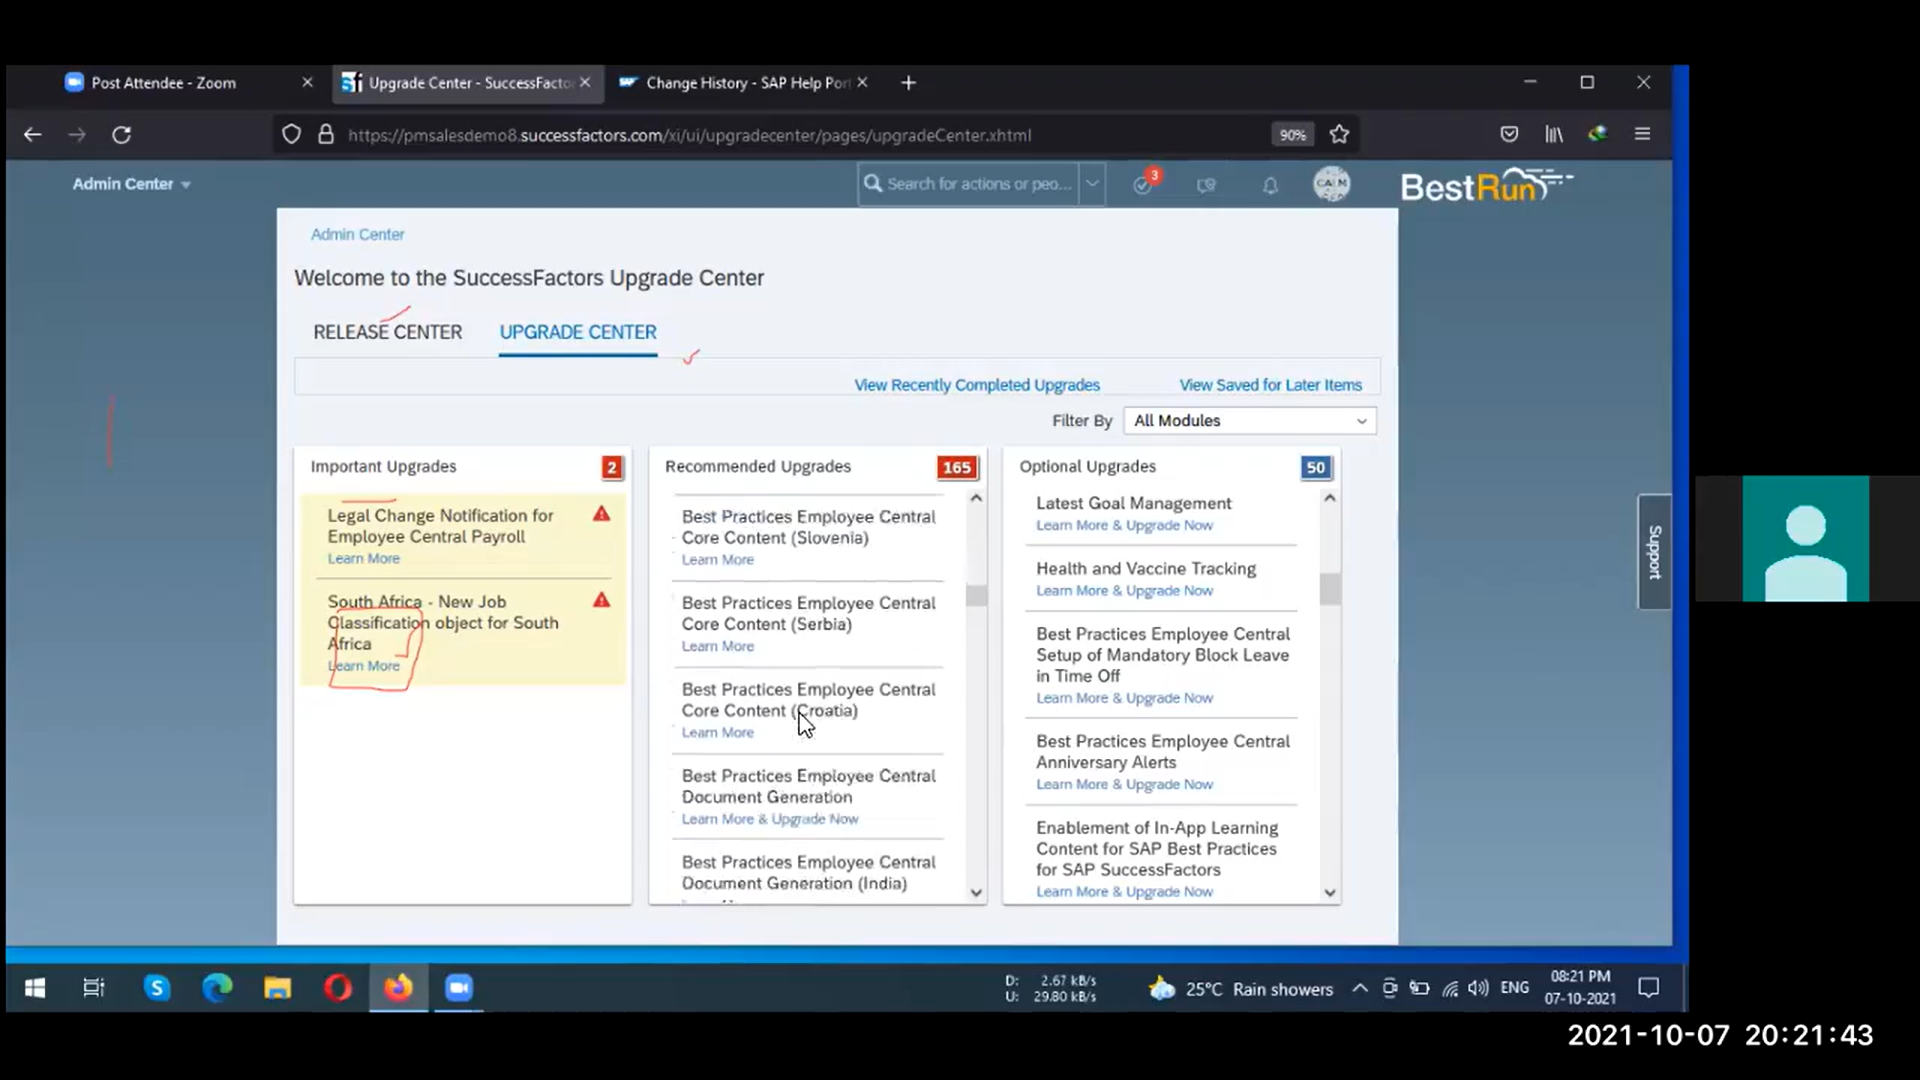 Post Attendee - Zoom
Upgrade Center - SuccessFacto
Change History - SAP Help Por
https://pmsalesdemo8.successfactors.com/xi/ui/upgradecenter/pages/upgradeCenter.xhtml
90%
Admin Center
Search for actions or peo...
3
BestRun
Admin Center
Welcome to the SuccessFactors Upgrade Center
RELEASE CENTER
UPGRADE CENTER
View Recently Completed Upgrades
View Saved for Later Items
Filter By
All Modules
Important Upgrades
2
Legal Change Notification for
Employee Central Payroll
Learn More
South Africa - New Job
Classification object for South
Africa
Learn More
Recommended Upgrades
165
Best Practices Employee Central
Core Content (Slovenia)
Learn More
Best Practices Employee Central
Core Content (Serbia)
Learn More
Best Practices Employee Central
Core Content (Croatia)
Learn More
Best Practices Employee Central
Document Generation
Learn More & Upgrade Now
Best Practices Employee Central
Document Generation (India)
Optional Upgrades
50
Latest Goal Management
Learn More & Upgrade Now
Health and Vaccine Tracking
Learn More & Upgrade Now
Best Practices Employee Central
Setup of Mandatory Block Leave
in Time Off
Learn More & Upgrade Now
Best Practices Employee Central
Anniversary Alerts
Learn More & Upgrade Now
Enablement of In-App Learning
Content for SAP Best Practices
for SAP SuccessFactors
Learn More & Upgrade Now
Support
D: 2.67 kB/s
U: 29.80 kB/s
25°C Rain showers
ENG
08:21 PM
07-10-2021
2021-10-07 20:21:43